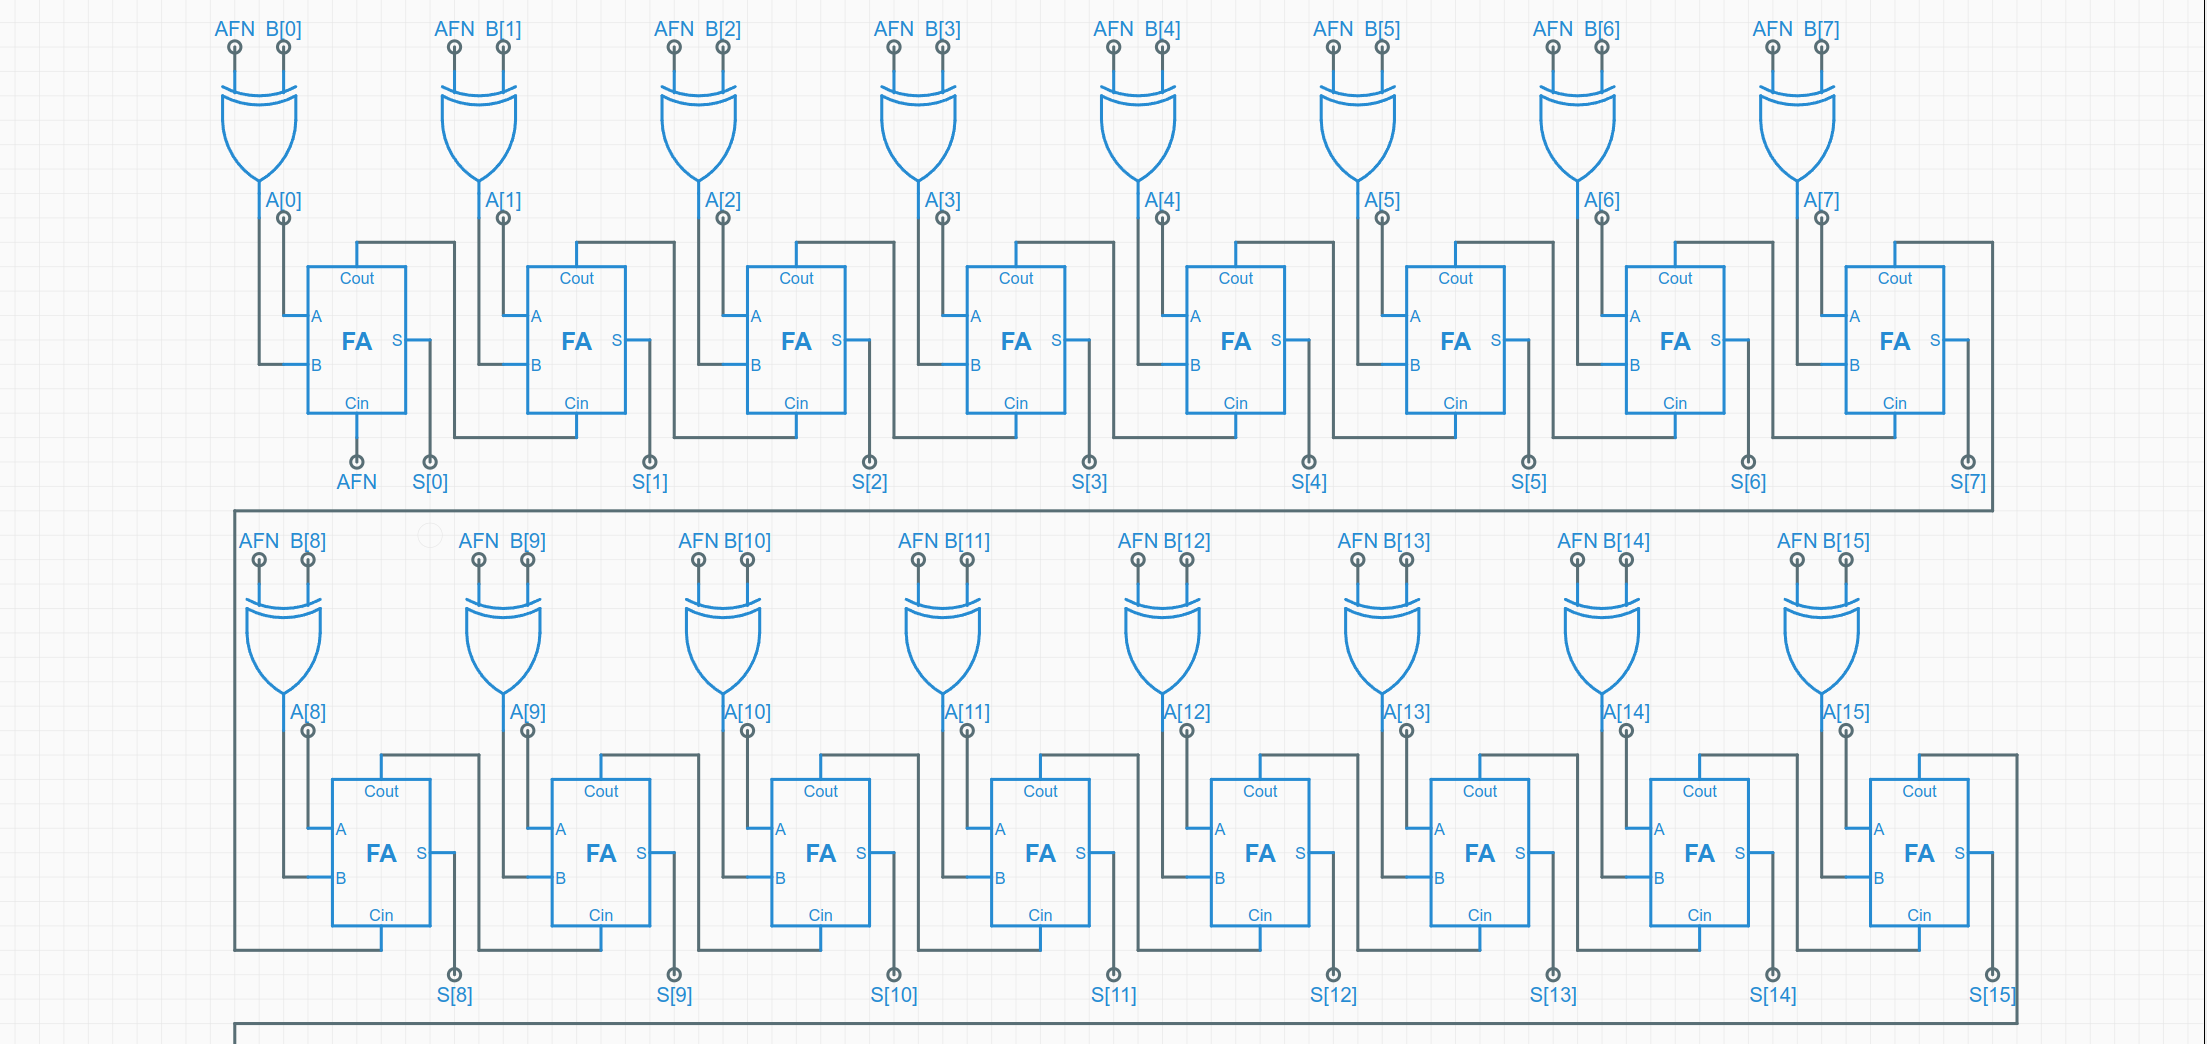 AFN B[0] AFN B[1] AFN B[2] AFN B[3] AFN B[4] AFN B[5] AFN B[6] AFN B[7]
A[0] A[1] A[2] A[3] A[4] A[5] A[6] A[7]
Cout Cout Cout Cout Cout Cout Cout Cout
A A A A A A A A
FA S FA S FA S FA S FA S FA S FA S FA S
B B B B B B B B
Cin Cin Cin Cin Cin Cin Cin Cin
AFN S[0] S[1] S[2] S[3] S[4] S[5] S[6] S[7]
AFN B[8] AFN B[9] AFN B[10] AFN B[11] AFN B[12] AFN B[13] AFN B[14] AFN B[15]
A[8] A[9] A[10] A[11] A[12] A[13] A[14] A[15]
Cout Cout Cout Cout Cout Cout Cout Cout
A A A A A A A A
FA S FA S FA S FA S FA S FA S FA S FA S
B B B B B B B B
Cin Cin Cin Cin Cin Cin Cin Cin
S[8] S[9] S[10] S[11] S[12] S[13] S[14] S[15]